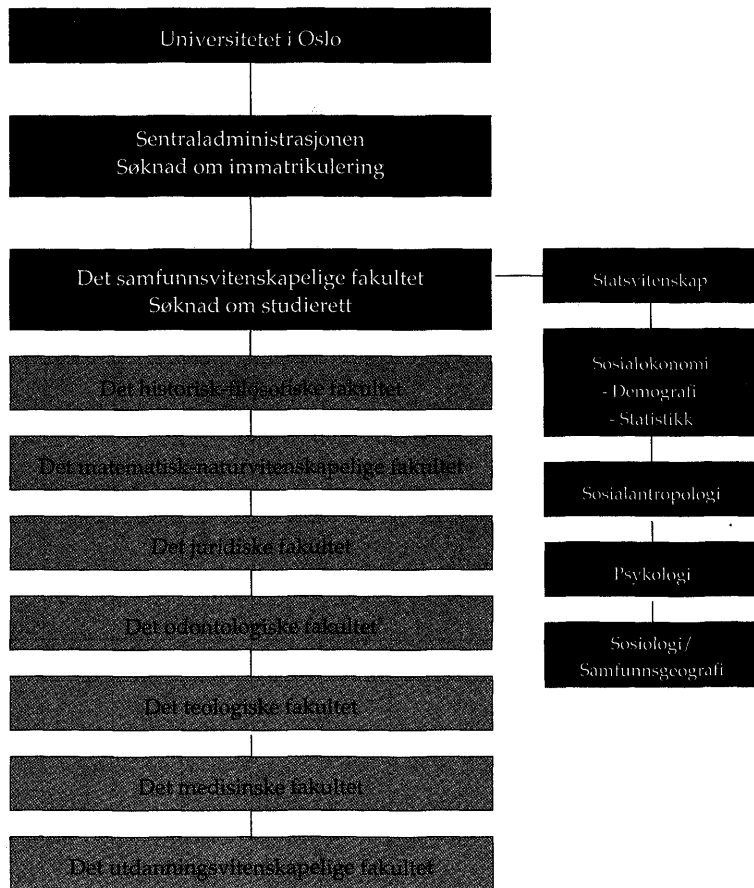 Universitetet i Oslo
Sentraladministrasjonen
Søknad om immatrikulering
Det samfunnsvitenskapelige fakultet
Søknad om studierett
Det historisk-filosofiske fakultet
Det matematisk-naturvitenskapelige fakultet
Det juridiske fakultet
Det odontologiske fakultet
Det teologiske fakultet
Det medisinske fakultet
Det utdanningsvitenskapelige fakultet
Statsvitenskap
Sosialøkonomi
- Demografi
- Statistikk
Sosialantropologi
Psykologi
Sosiologi/
Samfunnsgeografi